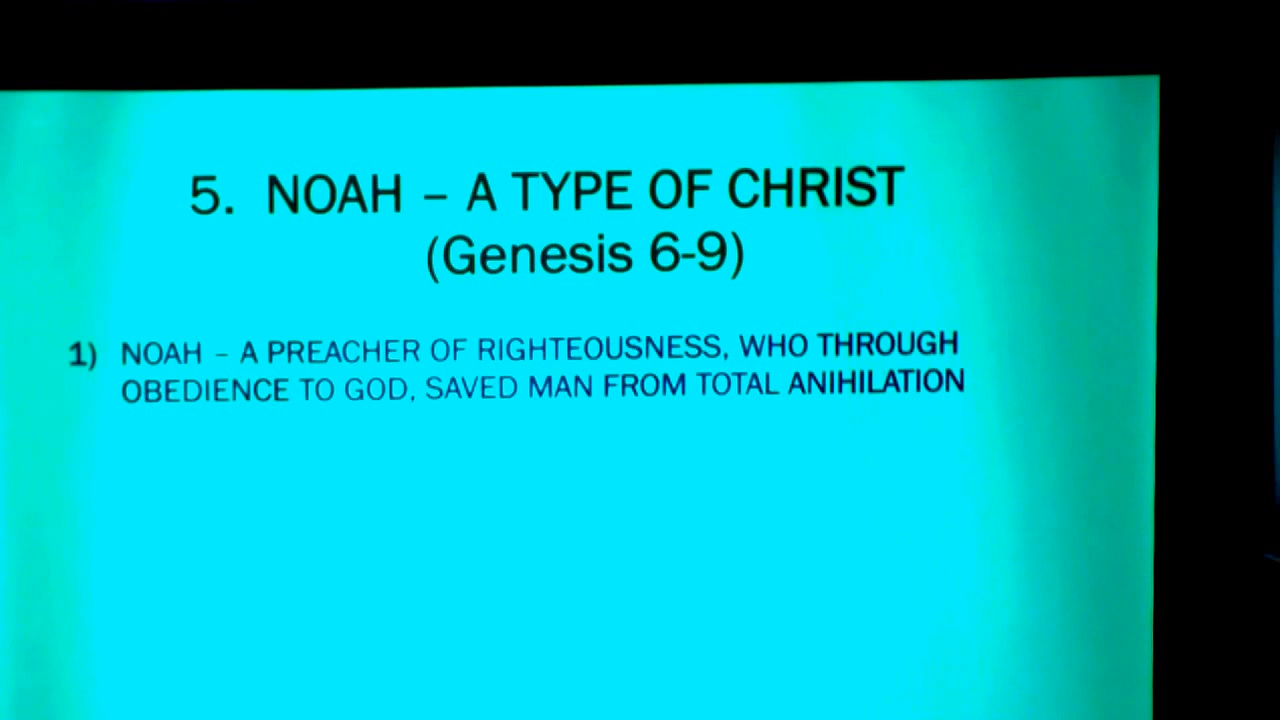 5. NOAH – A TYPE OF CHRIST
(Genesis 6-9)
1) NOAH – A PREACHER OF RIGHTEOUSNESS, WHO THROUGH
OBEDIENCE TO GOD, SAVED MAN FROM TOTAL ANIHILATION